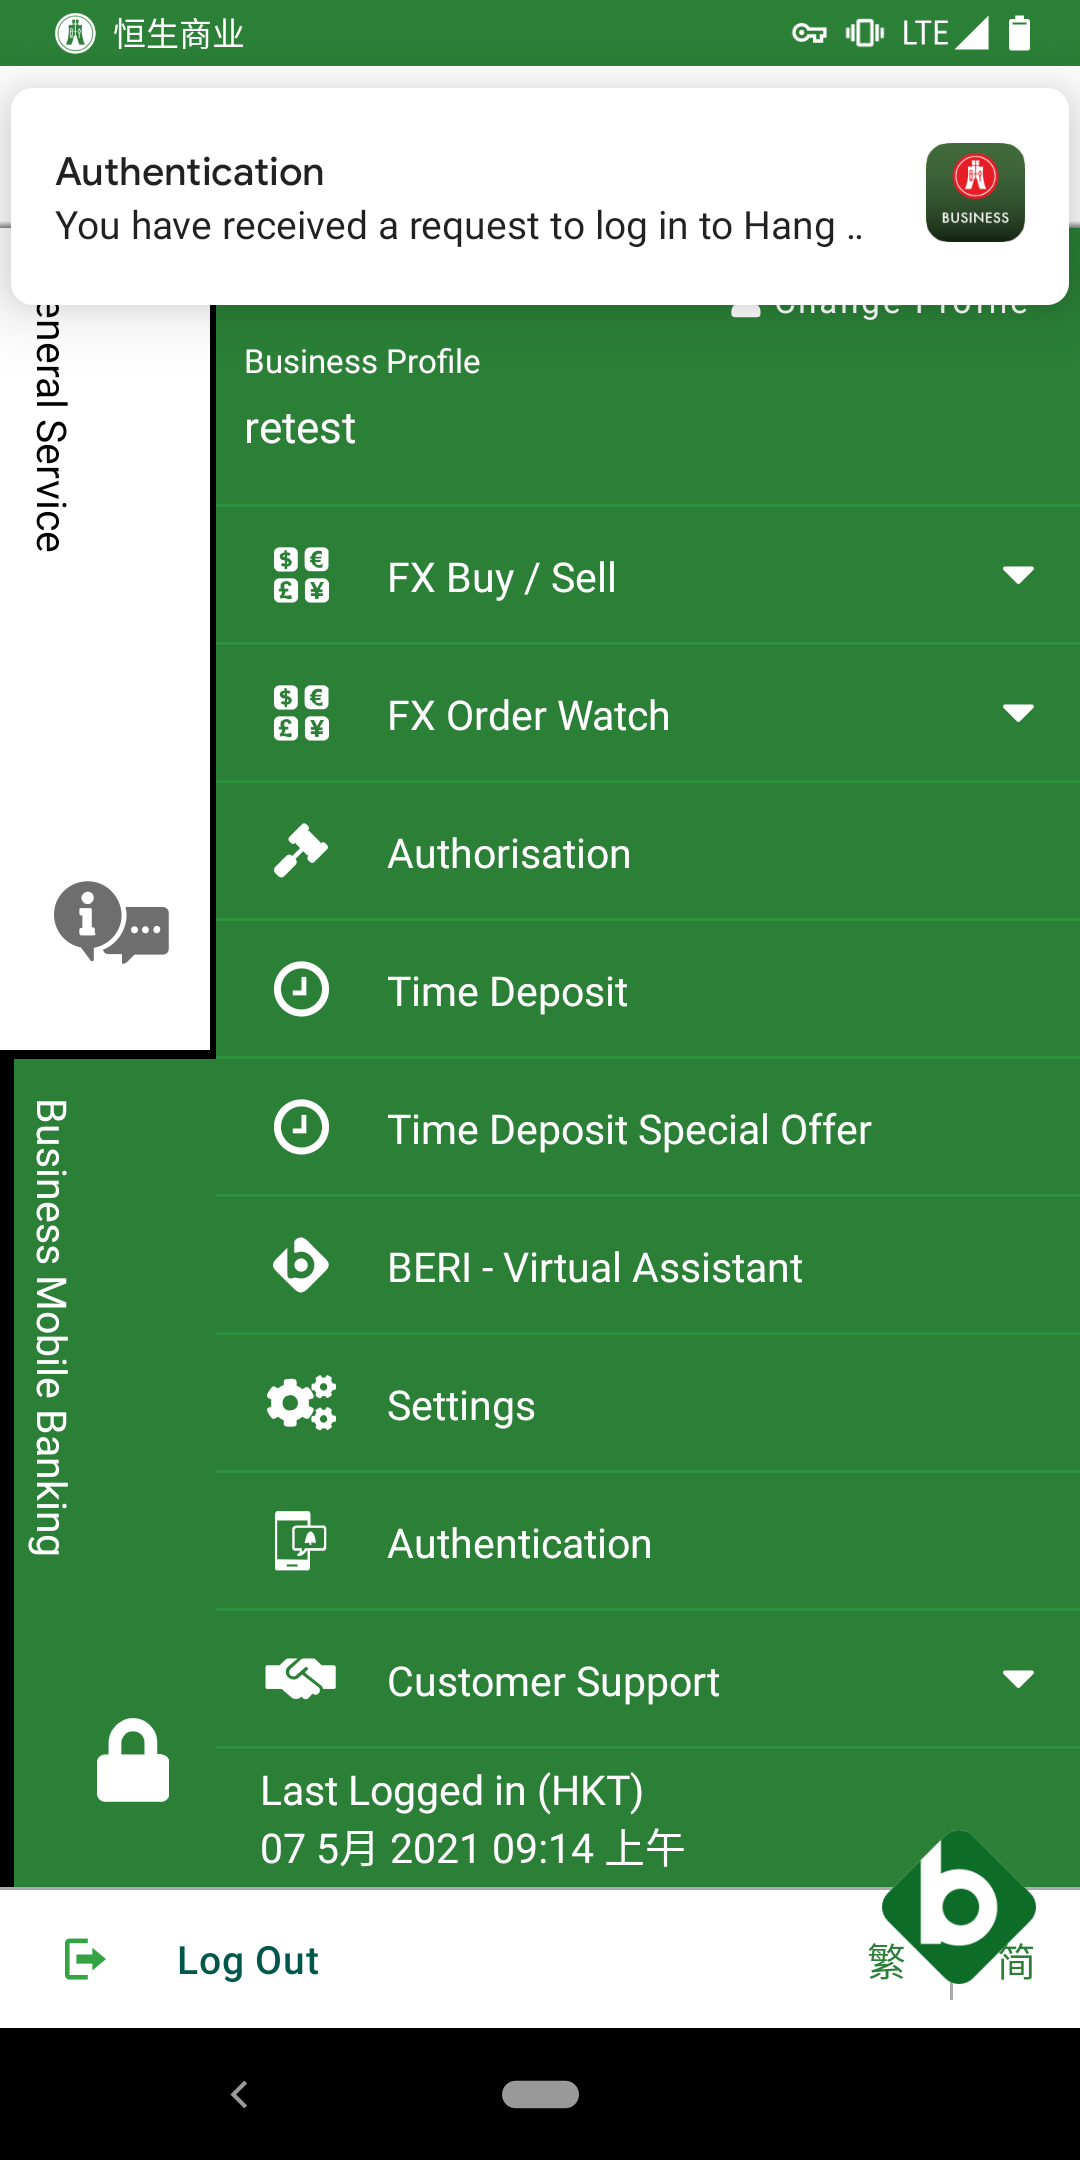 恒生商业
LTE
Authentication
You have received a request to log in to Hang ..
BUSINESS
Change Profile
eneral Service
Business Profile
retest
FX Buy / Sell
FX Order Watch
Authorisation
Time Deposit
Time Deposit Special Offer
BERI - Virtual Assistant
Settings
Authentication
Customer Support
Business Mobile Banking
Last Logged in (HKT)
07 5月 2021 09:14 上午
Log Out
繁 简